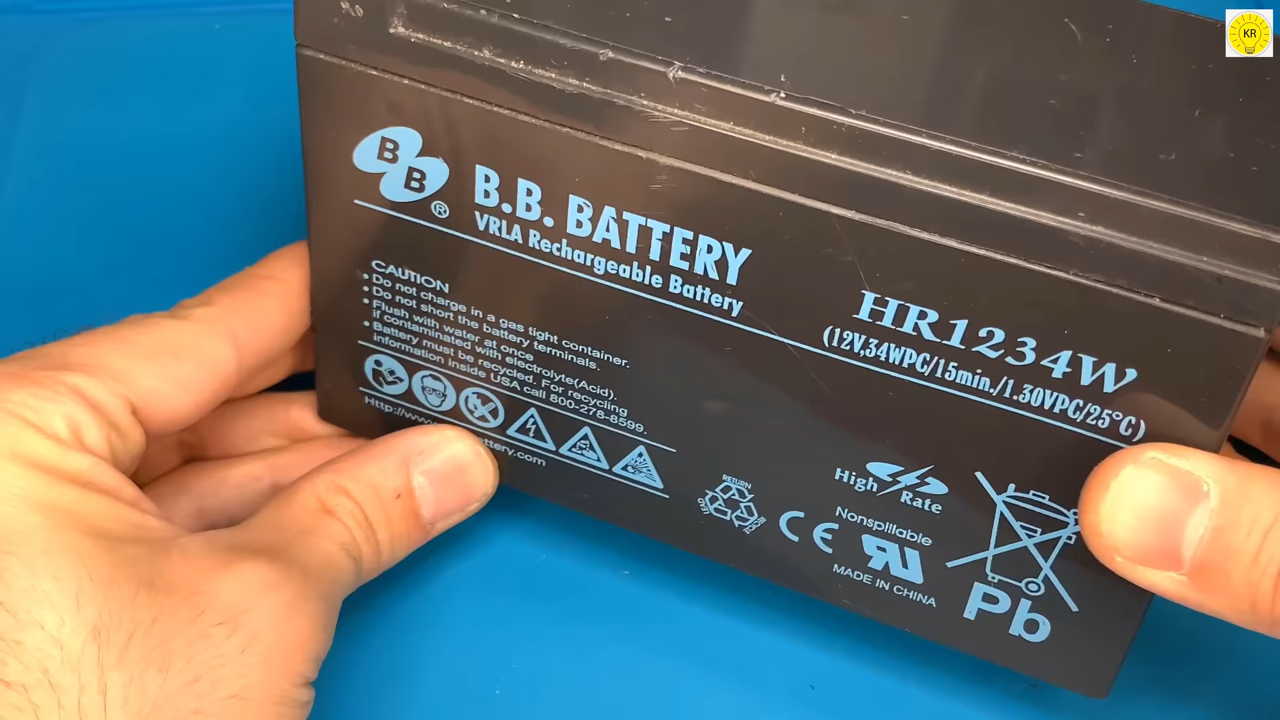 KR
B
B
®
B.B. BATTERY
VRLA Rechargeable Battery
CAUTION
• Do not charge in a gas tight container.
• Do not short the battery terminals.
• Flush with water at once
if contaminated with electrolyte(Acid).
• Battery must be recycled. For recycling
information inside USA call 800-278-8599.
Http://www. ttery.com
HR1234W
(12V,34WPC/15min./1.30VPC/25°C)
High Rate
RETURN
Nonspillable
MADE IN CHINA
CE
Pb